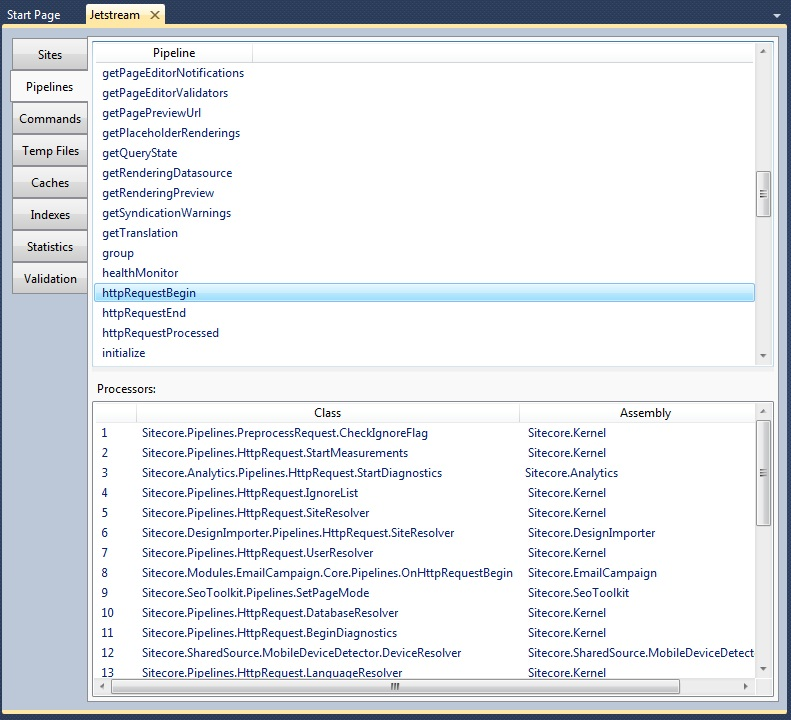 Start Page Jetstream
Sites
Pipelines
Commands
Temp Files
Caches
Indexes
Statistics
Validation
Pipeline
getPageEditorNotifications
getPageEditorValidators
getPagePreviewUrl
getPlaceholderRenderings
getQueryState
getRenderingDatasource
getRenderingPreview
getSyndicationWarnings
getTranslation
group
healthMonitor
httpRequestBegin
httpRequestEnd
httpRequestProcessed
initialize
Processors:
Class Assembly
1 Sitecore.Pipelines.PreprocessRequest.CheckIgnoreFlag Sitecore.Kernel
2 Sitecore.Pipelines.HttpRequest.StartMeasurements Sitecore.Kernel
3 Sitecore.Analytics.Pipelines.HttpRequest.StartDiagnostics Sitecore.Analytics
4 Sitecore.Pipelines.HttpRequest.IgnoreList Sitecore.Kernel
5 Sitecore.Pipelines.HttpRequest.SiteResolver Sitecore.Kernel
6 Sitecore.DesignImporter.Pipelines.HttpRequest.SiteResolver Sitecore.DesignImporter
7 Sitecore.Pipelines.HttpRequest.UserResolver Sitecore.Kernel
8 Sitecore.Modules.EmailCampaign.Core.Pipelines.OnHttpRequestBegin Sitecore.EmailCampaign
9 Sitecore.SeoToolkit.Pipelines.SetPageMode Sitecore.SeoToolkit
10 Sitecore.Pipelines.HttpRequest.DatabaseResolver Sitecore.Kernel
11 Sitecore.Pipelines.HttpRequest.BeginDiagnostics Sitecore.Kernel
12 Sitecore.SharedSource.MobileDeviceDetector.DeviceResolver Sitecore.SharedSource.MobileDeviceDetect
13 Sitecore.Pipelines.HttpRequest.LanguageResolver Sitecore.Kernel